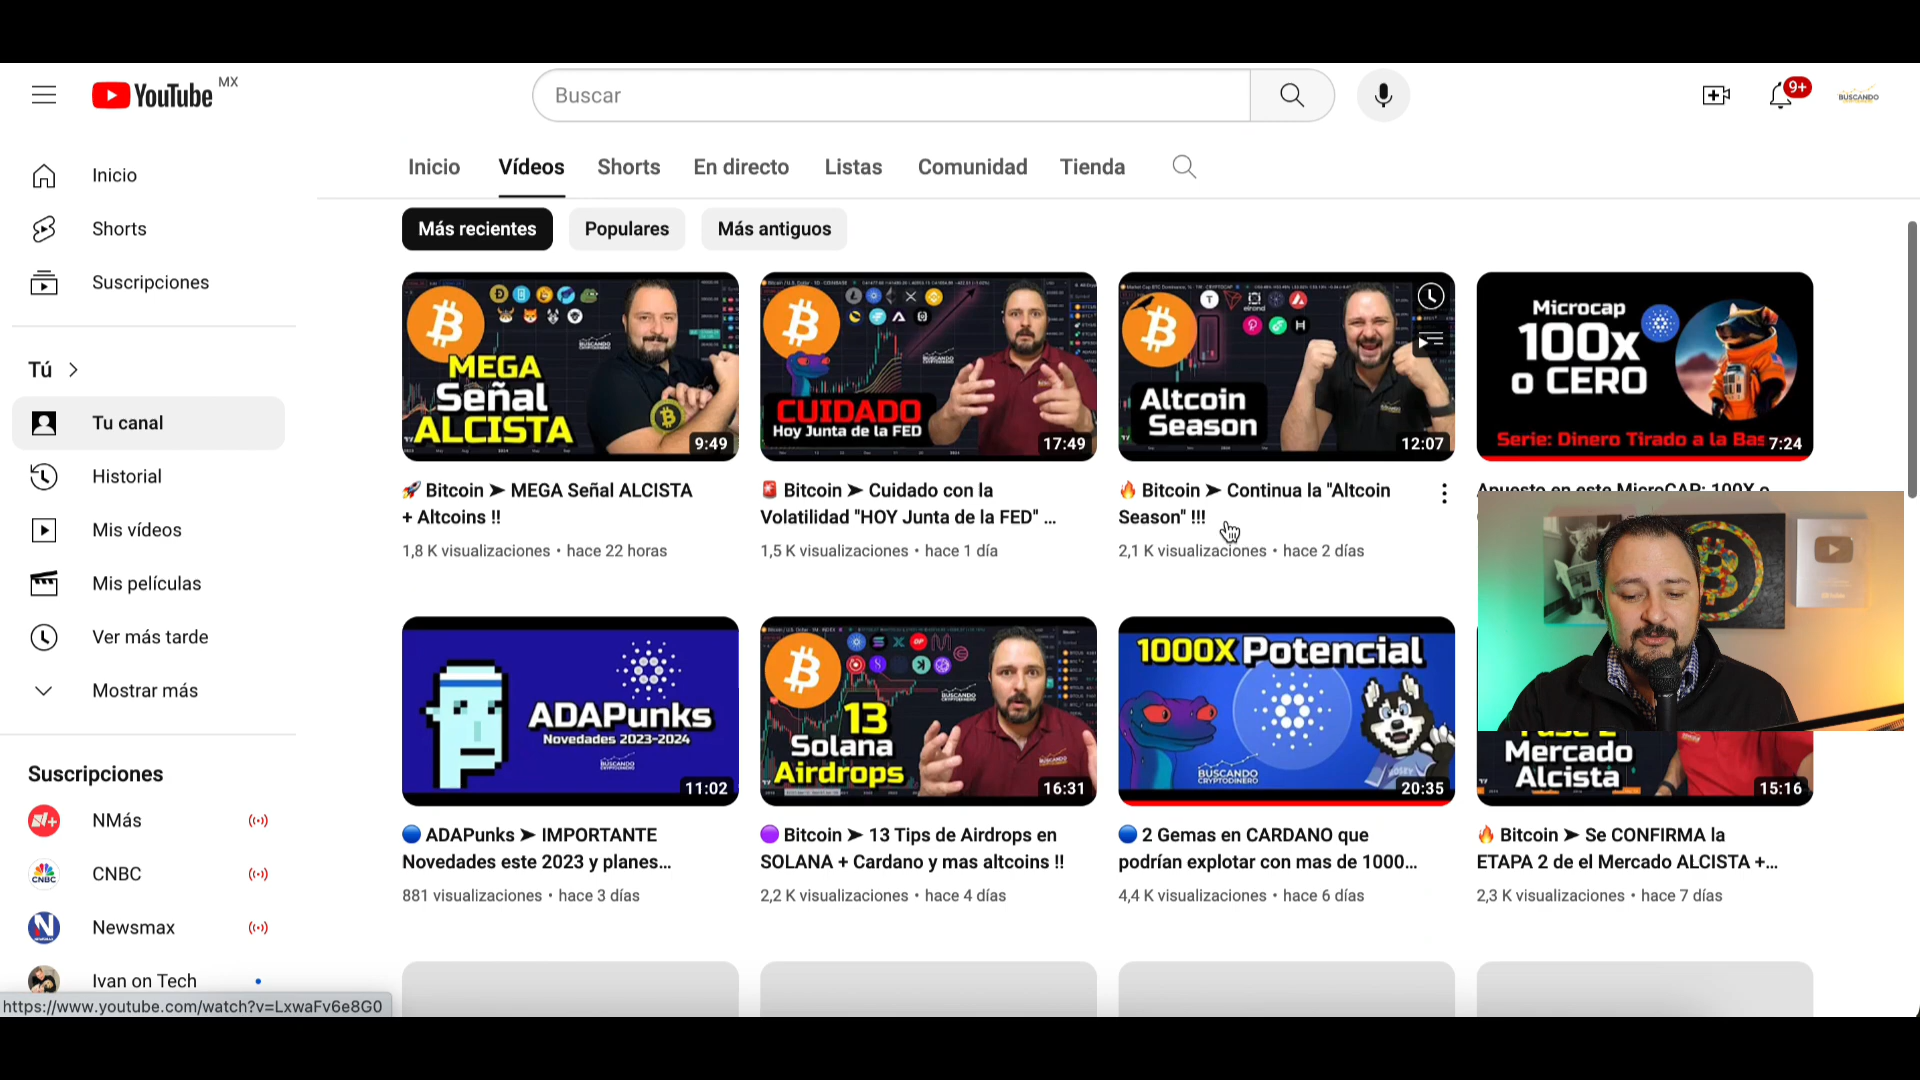 YouTube MX
Buscar
9+
BUSCANDO
Inicio
Shorts
Suscripciones
Tú
Tu canal
Historial
Mis vídeos
Mis películas
Ver más tarde
Mostrar más
Suscripciones
NMás
CNBC
Newsmax
Ivan on Tech
https://www.youtube.com/watch?v=LxwaFv6e8G0
Inicio Vídeos Shorts En directo Listas Comunidad Tienda
Más recientes Populares Más antiguos
MEGA
Señal
ALCISTA
9:49
🚀 Bitcoin ➤ MEGA Señal ALCISTA
+ Altcoins !!
1,8 K visualizaciones • hace 22 horas
CUIDADO
Hoy Junta de la FED
17:49
🚨 Bitcoin ➤ Cuidado con la
Volatilidad "HOY Junta de la FED" ...
1,5 K visualizaciones • hace 1 día
Altcoin
Season
12:07
🔥 Bitcoin ➤ Continua la "Altcoin
Season" !!!
2,1 K visualizaciones • hace 2 días
Microcap
100x
o CERO
Serie: Dinero Tirado a la Bas
7:24
Apuesto en este MicroCAP: 100X o
ADAPunks
Novedades 2023-2024
BUSCANDO
CRYPTODINERO
11:02
🔵 ADAPunks ➤ IMPORTANTE
Novedades este 2023 y planes...
881 visualizaciones • hace 3 días
13
Solana
Airdrops
16:31
🟣 Bitcoin ➤ 13 Tips de Airdrops en
SOLANA + Cardano y mas altcoins !!
2,2 K visualizaciones • hace 4 días
1000X Potencial
BUSCANDO
CRYPTODINERO
20:35
🔵 2 Gemas en CARDANO que
podrían explotar con mas de 1000...
4,4 K visualizaciones • hace 6 días
Mercado
Alcista
15:16
🔥 Bitcoin ➤ Se CONFIRMA la
ETAPA 2 de el Mercado ALCISTA +...
2,3 K visualizaciones • hace 7 días